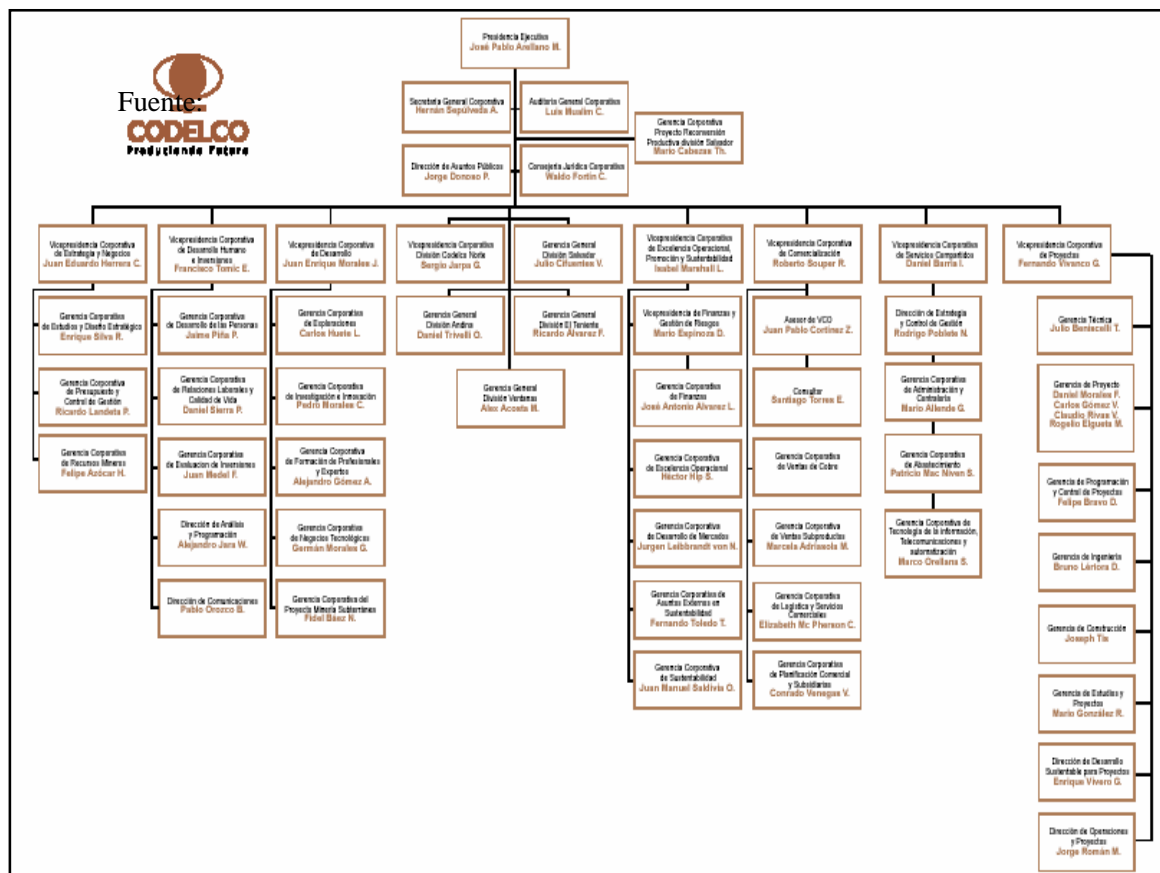 Presidencia Ejecutiva
José Pablo Arellano M.
Fuente:
CODELCO
Produciendo Futuro
Secretaría General Corporativa
Hernán Sepúlveda A.
Auditoría General Corporativa
Luis Mualim C.
Gerencia Corporativa
Proyecto Reconversión
Productiva división Salvador
Mario Cabezas Th.
Dirección de Asuntos Públicos
Jorge Donoso P.
Consejería Jurídica Corporativa
Waldo Fortín C.
Vicepresidencia Corporativa
de Estrategia y Negocios
Juan Eduardo Herrera C.
Vicepresidencia Corporativa
de Desarrollo Humano
e Inversiones
Francisco Tomic E.
Vicepresidencia Corporativa
de Desarrollo
Juan Enrique Morales J.
Vicepresidencia Corporativa
División Codelco Norte
Sergio Jarpa G.
Gerencia General
División Salvador
Julio Cifuentes V.
Vicepresidencia Corporativa
de Excelencia Operacional,
Promoción y Sustentabilidad
Isabel Marshall L.
Vicepresidencia Corporativa
de Comercialización
Roberto Souper R.
Vicepresidencia Corporativa
de Servicios Compartidos
Daniel Barría I.
Vicepresidencia Corporativa
de Proyectos
Fernando Vivanco G.
Gerencia Corporativa
de Estudios y Diseño Estratégico
Enrique Silva R.
Gerencia Corporativa
de Presupuesto y
Control de Gestión
Ricardo Landeta P.
Gerencia Corporativa
de Recursos Mineros
Felipe Azócar H.
Gerencia Corporativa
de Desarrollo de las Personas
Jaime Piña P.
Gerencia Corporativa
de Relaciones Laborales y
Calidad de Vida
Daniel Sierra P.
Gerencia Corporativa
de Evaluacion de Inversiones
Juan Medel F.
Dirección de Análisis
y Programación
Alejandro Jara W.
Dirección de Comunicaciones
Pablo Orozco B.
Gerencia Corporativa
de Exploraciones
Carlos Huete L.
Gerencia Corporativa
de Investigación e Innovación
Pedro Morales C.
Gerencia Corporativa
de Formación de Profesionales
y Expertos
Alejandro Gómez A.
Gerencia Corporativa
de Negocios Tecnológicos
Germán Morales G.
Gerencia Corporativa del
Proyecto Minería Subterránea
Fidel Báez N.
Gerencia General
División Andina
Daniel Trivelli O.
Gerencia General
División El Teniente
Ricardo Álvarez F.
Gerencia General
División Ventanas
Alex Acosta M.
Vicepresidencia de Finanzas y
Gestión de Riesgos
Mario Espinoza D.
Gerencia Corporativa
de Finanzas
José Antonio Álvarez L.
Gerencia Corporativa
de Excelencia Operacional
Héctor Hip S.
Gerencia Corporativa
de Desarrollo de Mercados
Jurgen Leibbrandt von N.
Gerencia Corporativa de
Asuntos Externos en
Sustentabilidad
Fernando Toledo T.
Gerencia Corporativa
de Sustentabilidad
Juan Manuel Saldivia O.
Asesor de VCO
Juan Pablo Cortínez Z.
Consultor
Santiago Torres E.
Gerencia Corporativa
de Ventas de Cobre
Gerencia Corporativa
de Ventas Subproductos
Marcela Adriasola M.
Gerencia Corporativa
de Logística y Servicios
Comerciales
Elizabeth Mc Pherson C.
Gerencia Corporativa
de Planificación Comercial
y Subsidiarias
Conrado Venegas V.
Dirección de Estrategia
y Control de Gestión
Rodrigo Poblete N.
Gerencia Corporativa
de Administración y
Contraloría
Mario Allende G.
Gerencia Corporativa
de Abastecimiento
Patricio Mac Niven S.
Gerencia Corporativa de
Tecnología de la Información,
Telecomunicaciones y
automatización
Marco Orellana S.
Gerencia Técnica
Julio Beniscelli T.
Gerencia de Proyecto
Daniel Morales F.
Carlos Gómez V.
Claudio Rivas V.
Rogelio Elgueta M.
Gerencia de Programación
y Control de Proyectos
Felipe Bravo D.
Gerencia de Ingeniería
Bruno Lértora D.
Gerencia de Construcción
Joseph Tis
Gerencia de Estudios y
Proyectos
Mario González R.
Dirección de Desarrollo
Sustentable para Proyectos
Enrique Vivero G.
Dirección de Operaciones
y Proyectos
Jorge Román M.